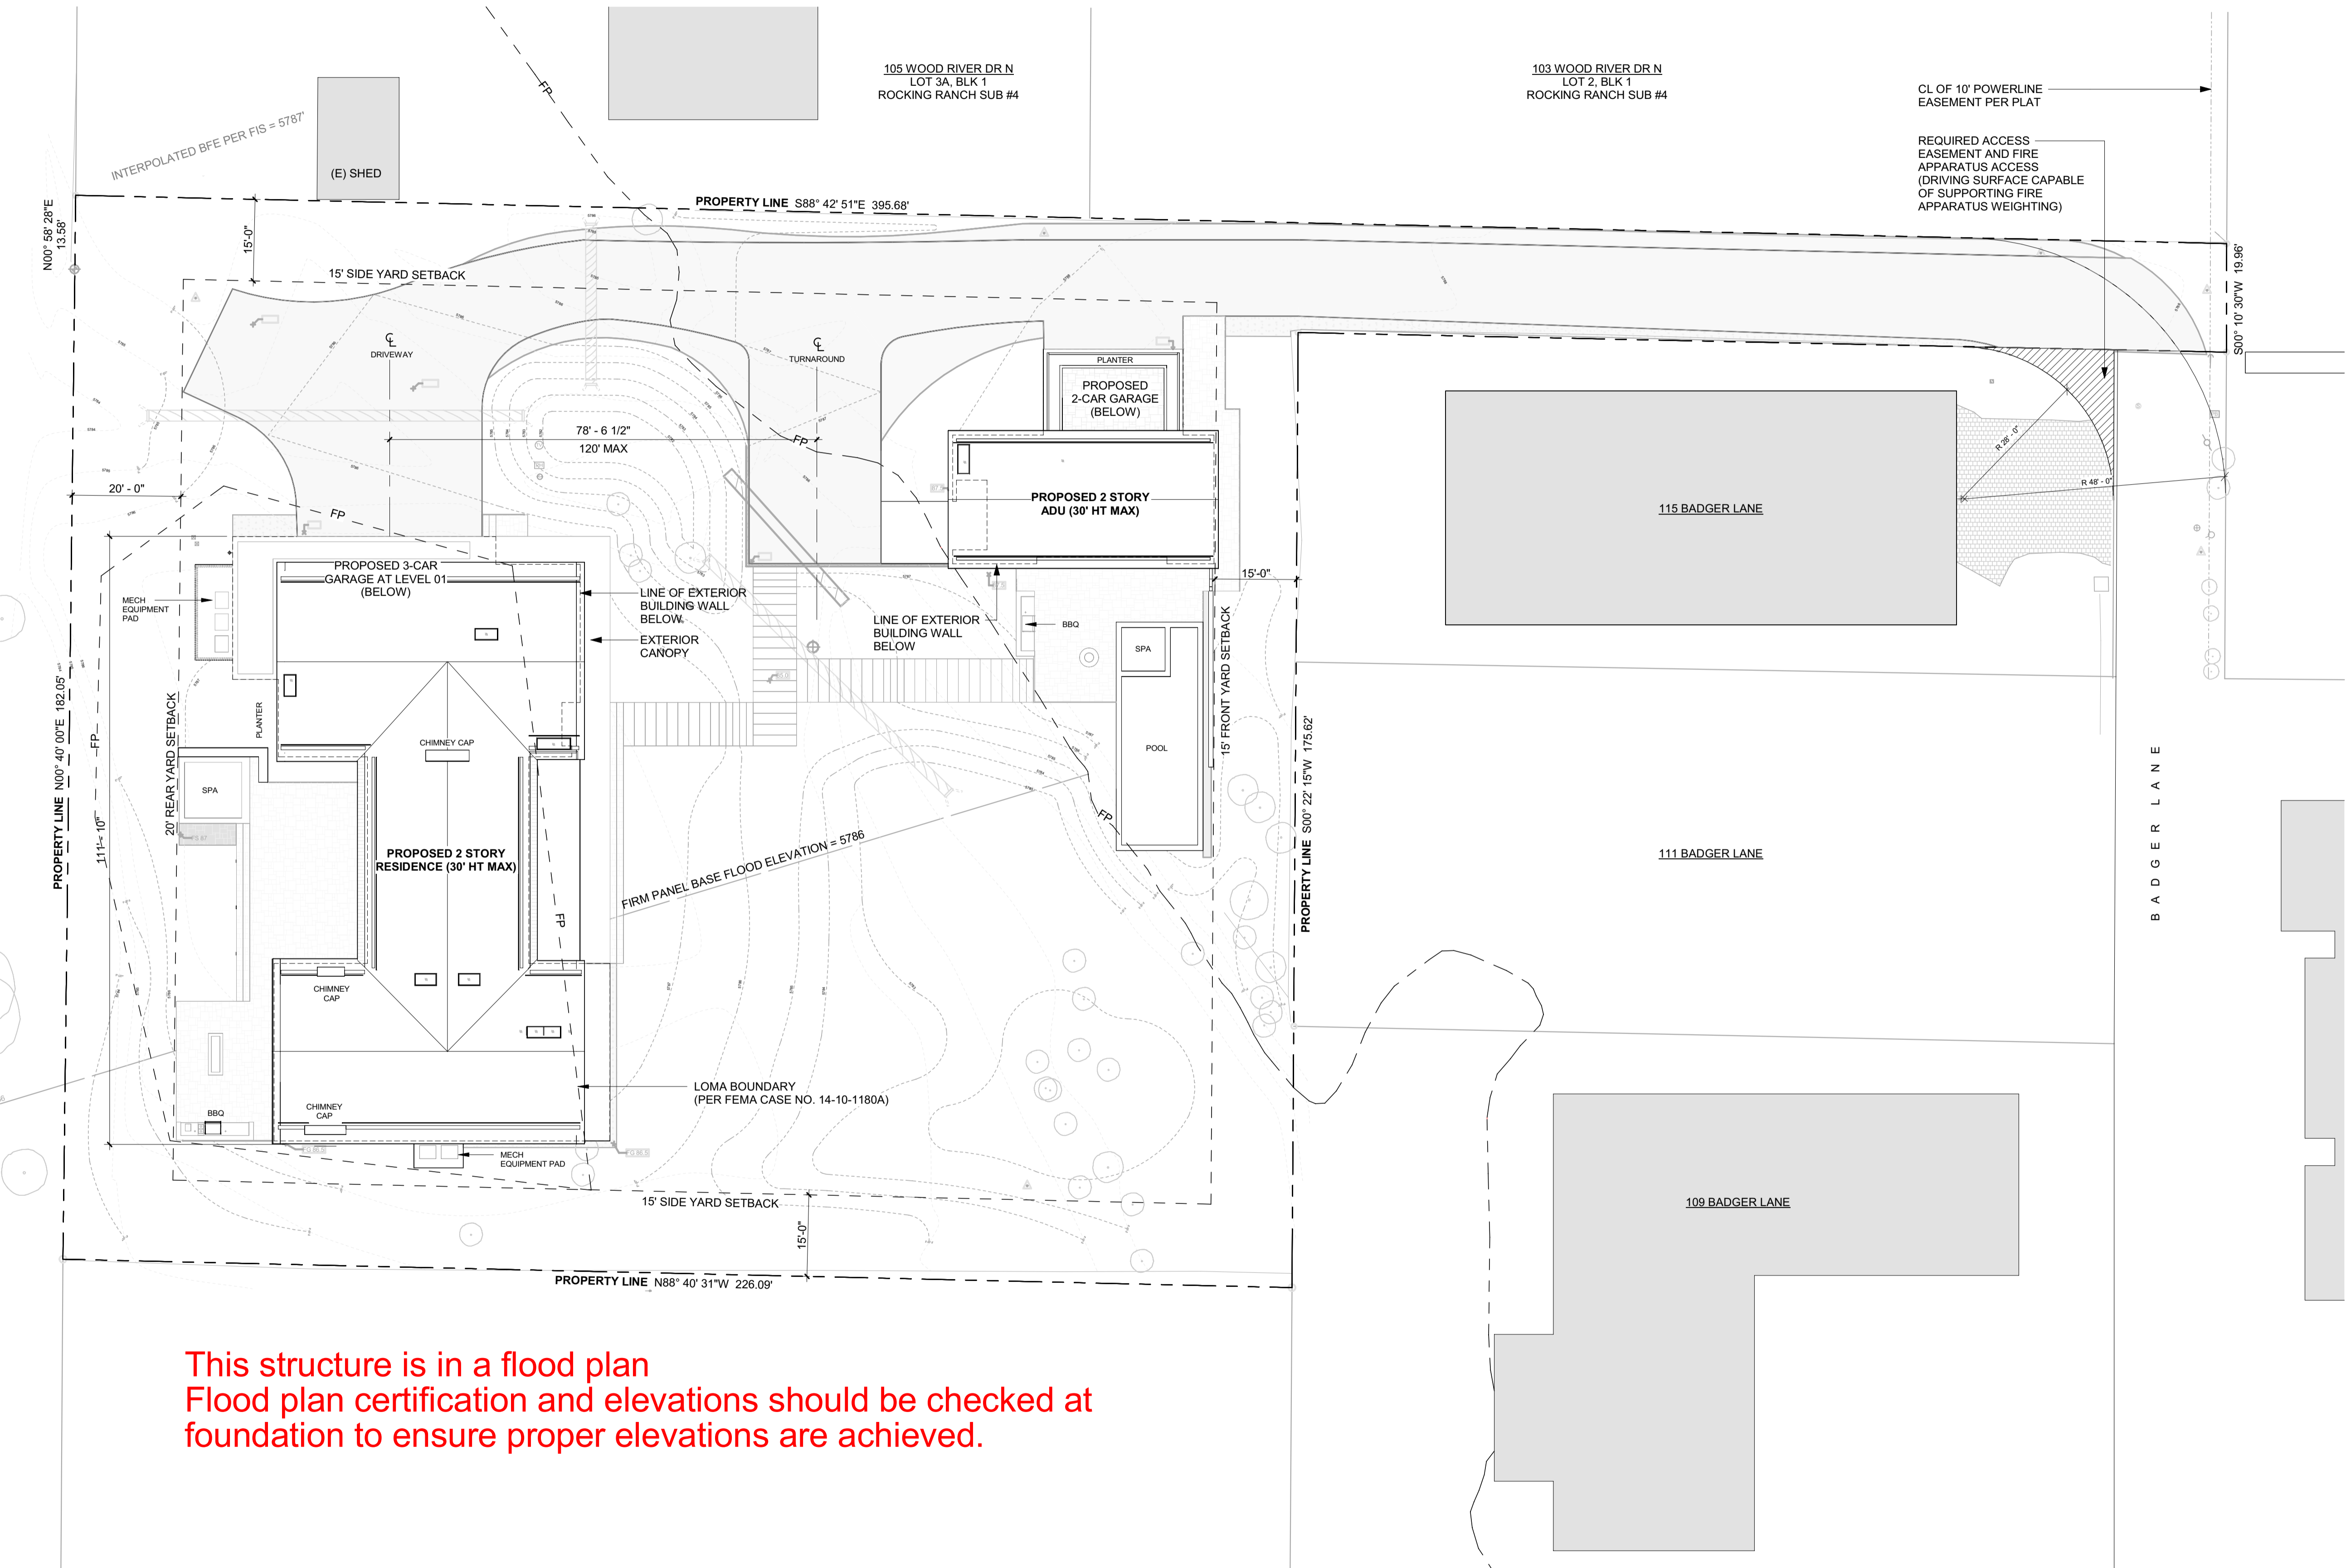 105 WOOD RIVER DR N
LOT 3A, BLK 1
ROCKING RANCH SUB #4
103 WOOD RIVER DR N
LOT 2, BLK 1
ROCKING RANCH SUB #4
CL OF 10' POWERLINE
EASEMENT PER PLAT
REQUIRED ACCESS
EASEMENT AND FIRE
APPARATUS ACCESS
(DRIVING SURFACE CAPABLE
OF SUPPORTING FIRE
APPARATUS WEIGHTING)
FP
INTERPOLATED BFE PER FIS = 5787'
(E) SHED
N00° 58' 28"E
13.58'
PROPERTY LINE S88° 42' 51"E 395.68'
15'-0"
15' SIDE YARD SETBACK
S00° 10' 30"W 19.96'
DRIVEWAY
TURNAROUND
PLANTER
PROPOSED
2-CAR GARAGE
(BELOW)
78' - 6 1/2"
120' MAX
FP
R 28' - 0"
R 48' - 0"
20' - 0"
FP
PROPOSED 2 STORY
ADU (30' HT MAX)
115 BADGER LANE
PROPOSED 3-CAR
GARAGE AT LEVEL 01
(BELOW)
15'-0"
MECH
EQUIPMENT
PAD
LINE OF EXTERIOR
BUILDING WALL
BELOW
EXTERIOR
CANOPY
LINE OF EXTERIOR
BUILDING WALL
BELOW
BBQ
SPA
15' FRONT YARD SETBACK
PROPERTY LINE N00° 40' 00"E 182.05'
FP
20' REAR YARD SETBACK
PLANTER
CHIMNEY CAP
POOL
PROPERTY LINE S00° 22' 15"W 175.62'
BADGER LANE
SPA
111' - 10"
FP
PROPOSED 2 STORY
RESIDENCE (30' HT MAX)
FIRM PANEL BASE FLOOD ELEVATION = 5786
111 BADGER LANE
FP
CHIMNEY
CAP
LOMA BOUNDARY
(PER FEMA CASE NO. 14-10-1180A)
BBQ
CHIMNEY
CAP
MECH
EQUIPMENT PAD
15' SIDE YARD SETBACK
109 BADGER LANE
15'-0"
PROPERTY LINE N88° 40' 31"W 226.09'
This structure is in a flood plan
Flood plan certification and elevations should be checked at
foundation to ensure proper elevations are achieved.